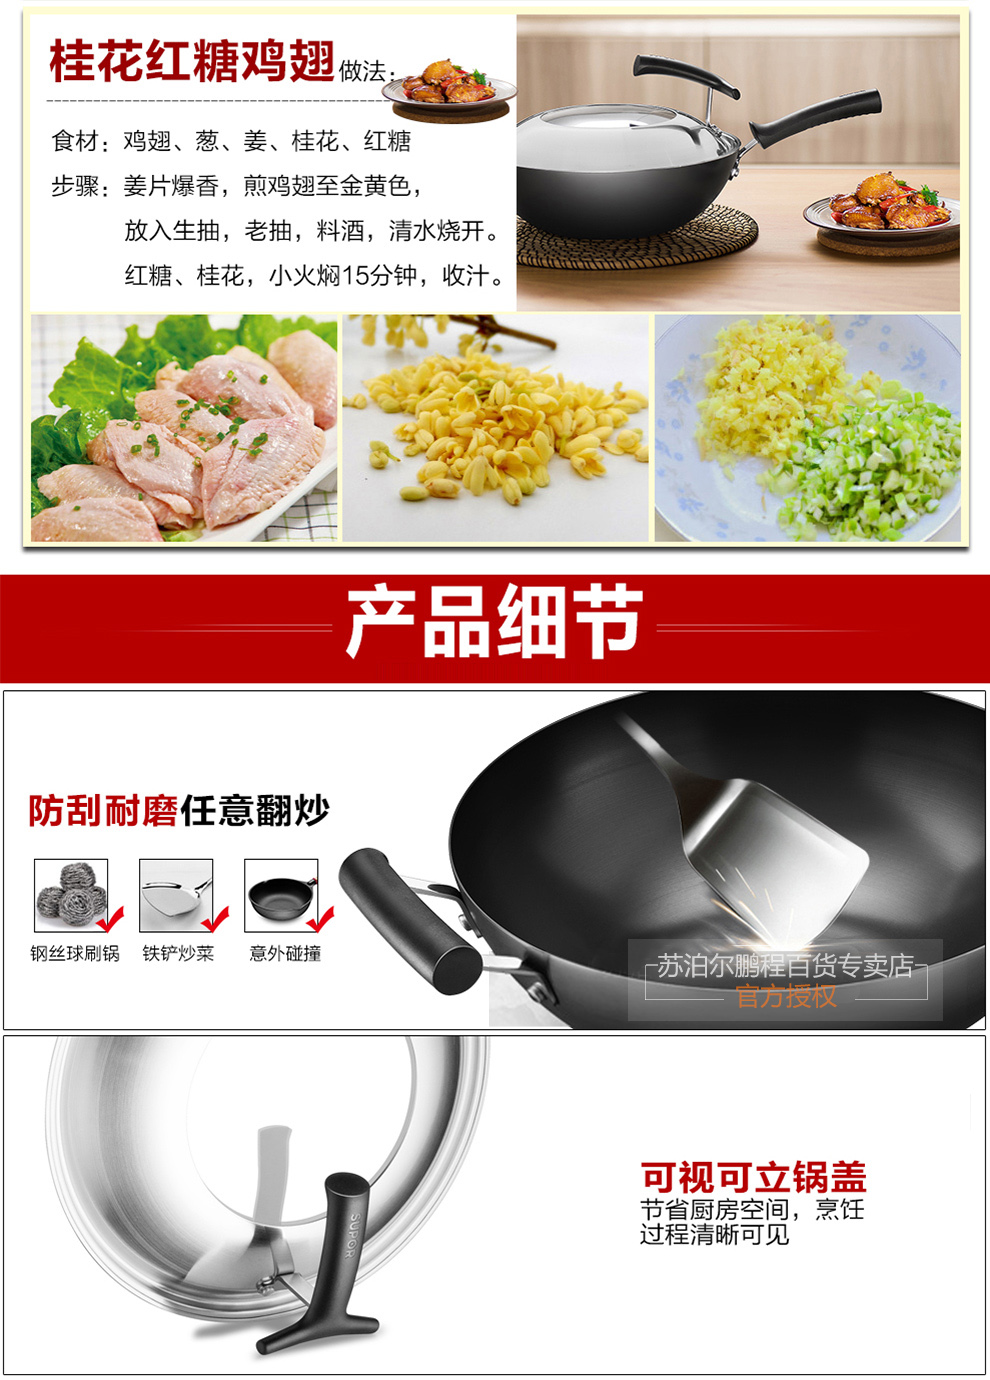 桂花红糖鸡翅做法:
食材：鸡翅、葱、姜、桂花、红糖
步骤：姜片爆香，煎鸡翅至金黄色，
放入生抽，老抽，料酒，清水烧开。
红糖、桂花，小火焖15分钟，收汁。
产品细节
防刮耐磨任意翻炒
钢丝球刷锅 铁铲炒菜 意外碰撞
苏泊尔鹏程百货专卖店
官方授权
SUPOR
可视可立锅盖
节省厨房空间，烹饪
过程清晰可见